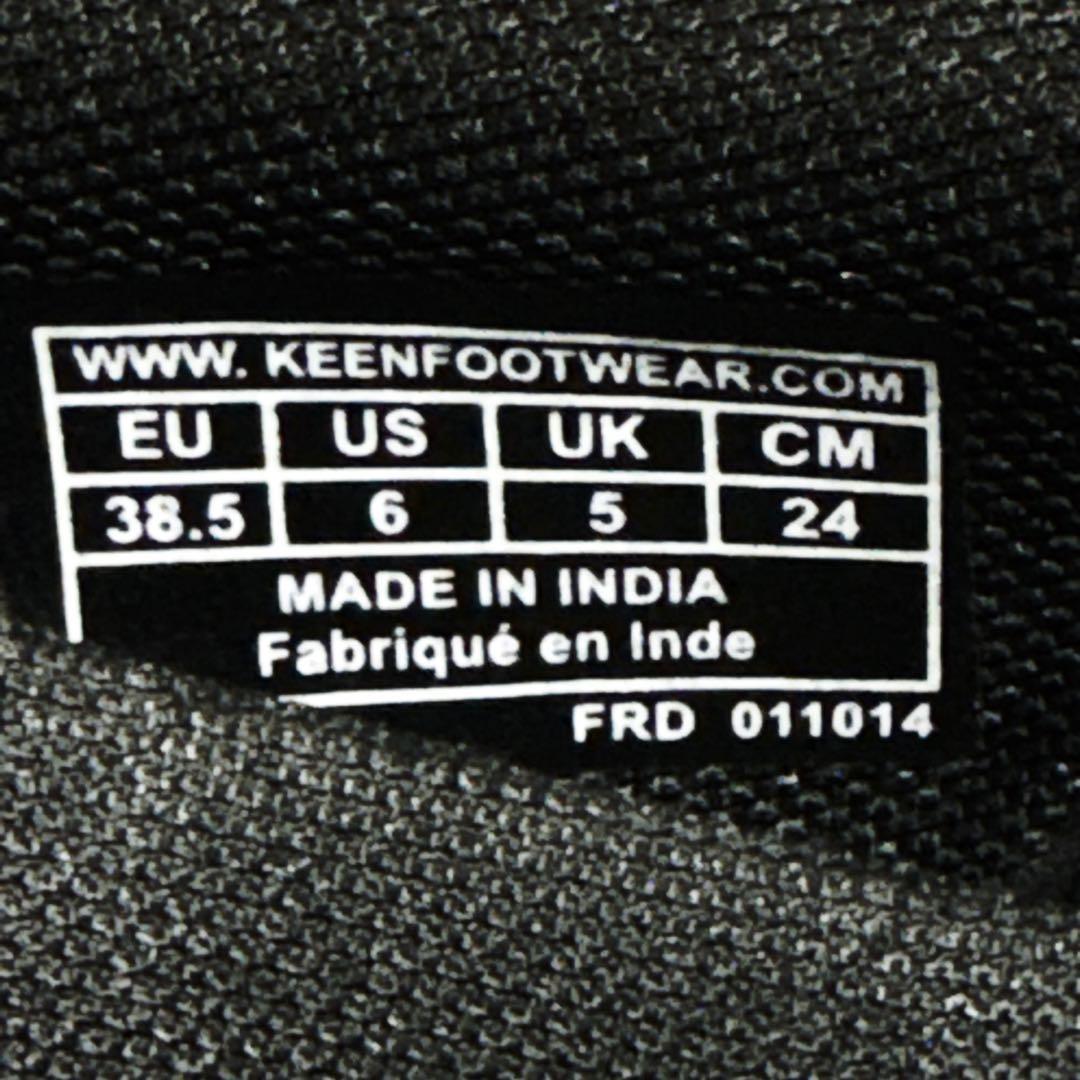 WWW. KEENFOOTWEAR.COM
EU US UK CM
38.5 6 5 24
MADE IN INDIA
Fabriqué en Inde
FRD 011014